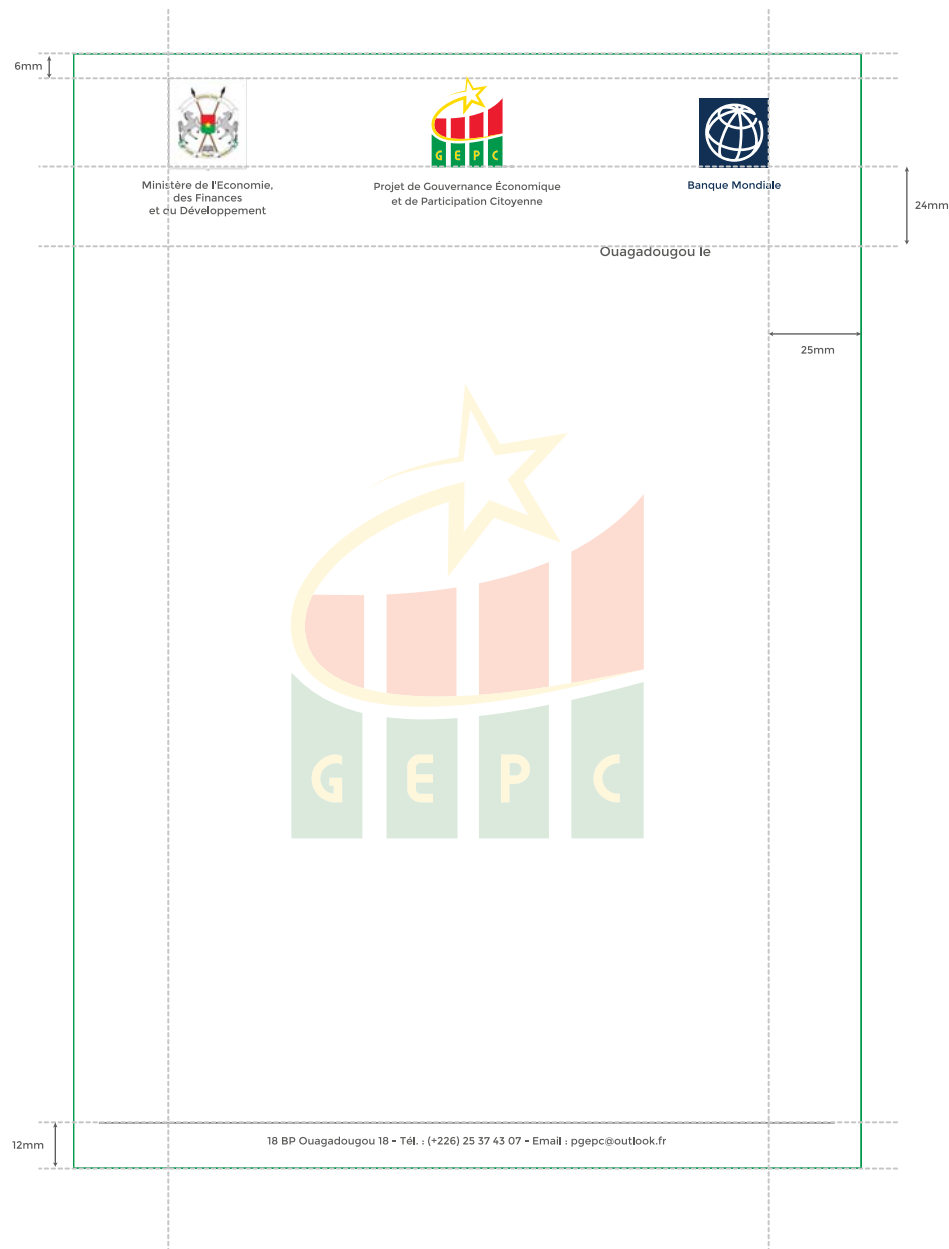 6mm
G E P C
Ministère de l'Economie,
des Finances
et du Développement
Projet de Gouvernance Économique
et de Participation Citoyenne
Banque Mondiale
24mm
Ouagadougou le
25mm
G E P C
12mm
18 BP Ouagadougou 18 - Tél. : (+226) 25 37 43 07 - Email : pgepc@outlook.fr